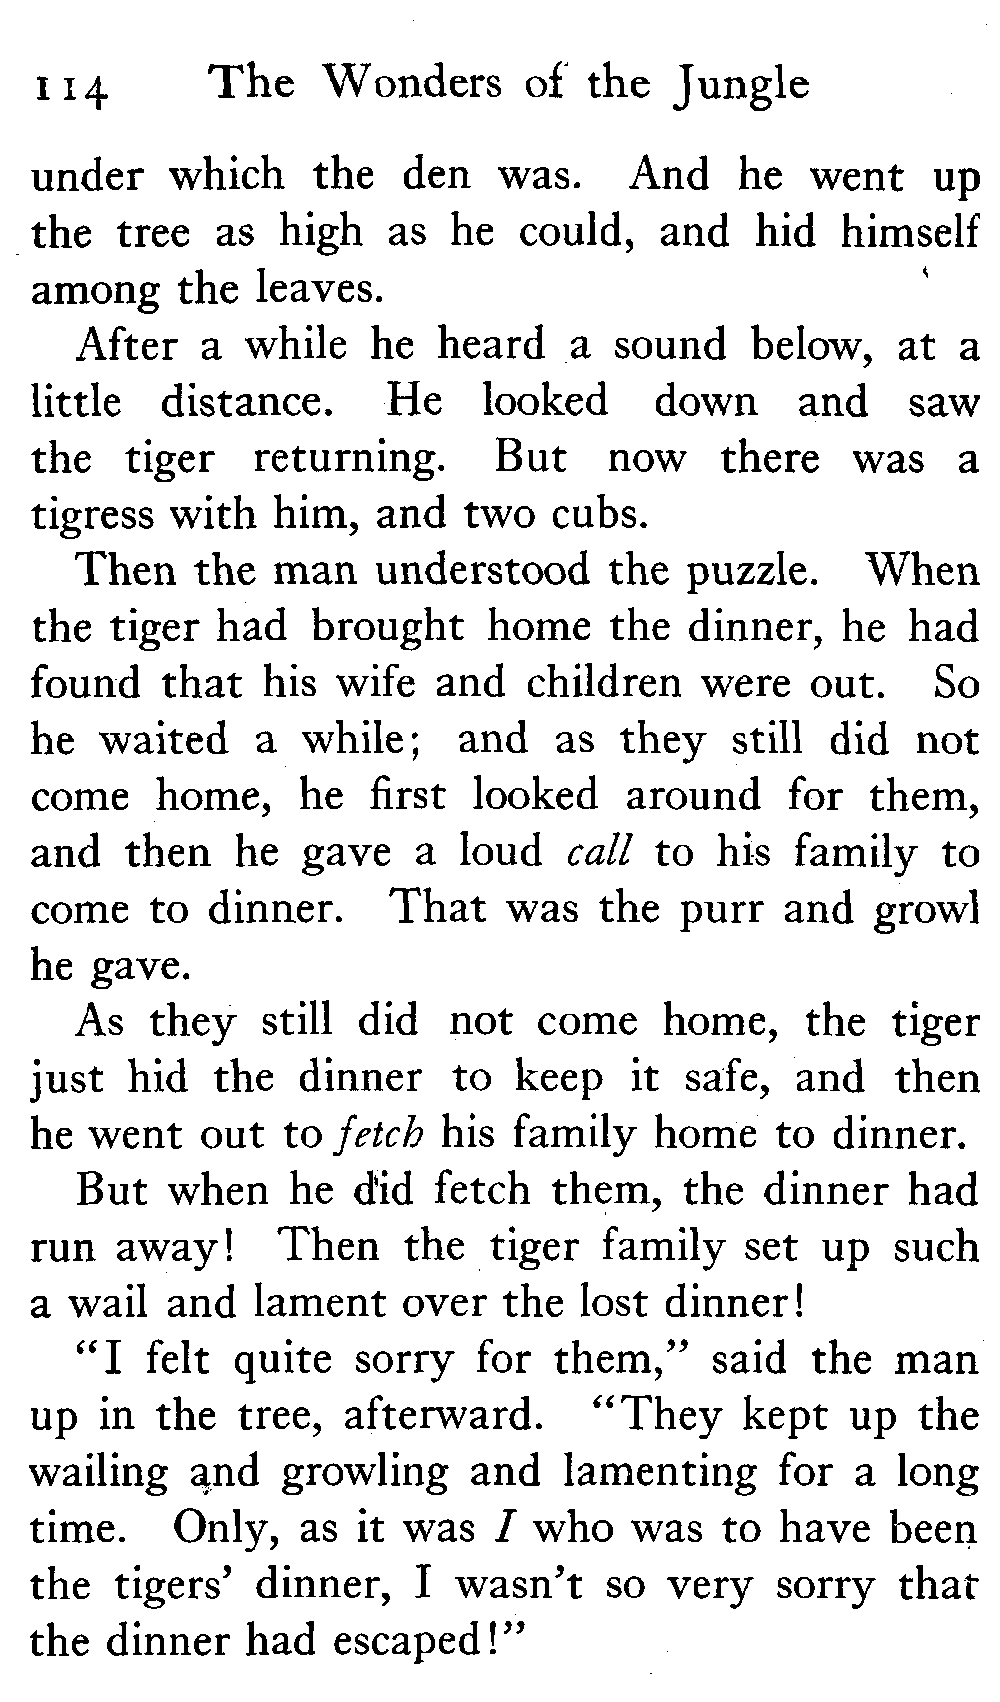 114 The Wonders of the Jungle
under which the den was. And he went up
the tree as high as he could, and hid himself
among the leaves.
After a while he heard a sound below, at a
little distance. He looked down and saw
the tiger returning. But now there was a
tigress with him, and two cubs.
Then the man understood the puzzle. When
the tiger had brought home the dinner, he had
found that his wife and children were out. So
he waited a while; and as they still did not
come home, he first looked around for them,
and then he gave a loud call to his family to
come to dinner. That was the purr and growl
he gave.
As they still did not come home, the tiger
just hid the dinner to keep it safe, and then
he went out to fetch his family home to dinner.
But when he did fetch them, the dinner had
run away! Then the tiger family set up such
a wail and lament over the lost dinner!
“I felt quite sorry for them,” said the man
up in the tree, afterward. “They kept up the
wailing and growling and lamenting for a long
time. Only, as it was I who was to have been
the tigers’ dinner, I wasn’t so very sorry that
the dinner had escaped!”